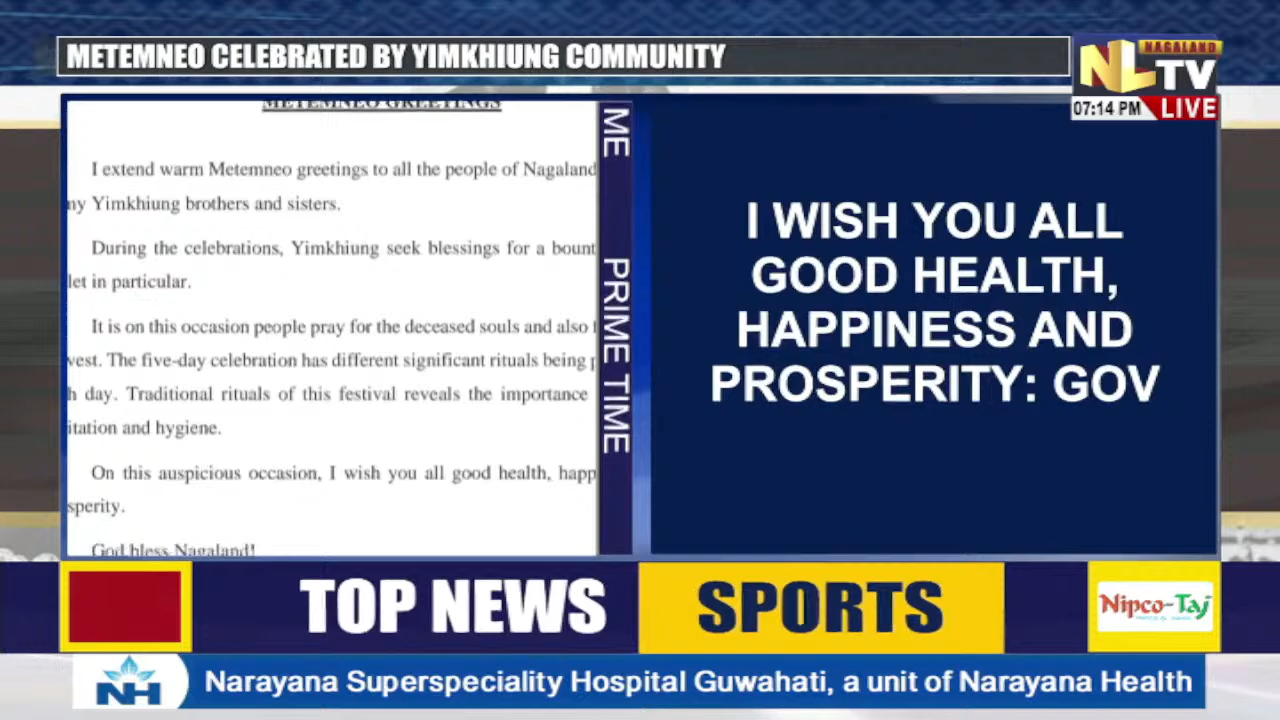 METEMNEO CELEBRATED BY YIMKHIUNG COMMUNITY
NAGALAND
NLTV
07:14 PM LIVE
METEMNEO GREETINGS
I extend warm Metemneo greetings to all the people of Nagaland
my Yimkhiung brothers and sisters.
During the celebrations, Yimkhiung seek blessings for a bount
let in particular.
It is on this occasion people pray for the deceased souls and also
vest. The five-day celebration has different significant rituals being
h day. Traditional rituals of this festival reveals the importance
itation and hygiene.
On this auspicious occasion, I wish you all good health, happ
sperity.
God bless Nagaland!
ME
PRIME TIME
I WISH YOU ALL
GOOD HEALTH,
HAPPINESS AND
PROSPERITY: GOV
TOP NEWS
SPORTS
Nipco-Taj
NH
Narayana Superspeciality Hospital Guwahati, a unit of Narayana Health